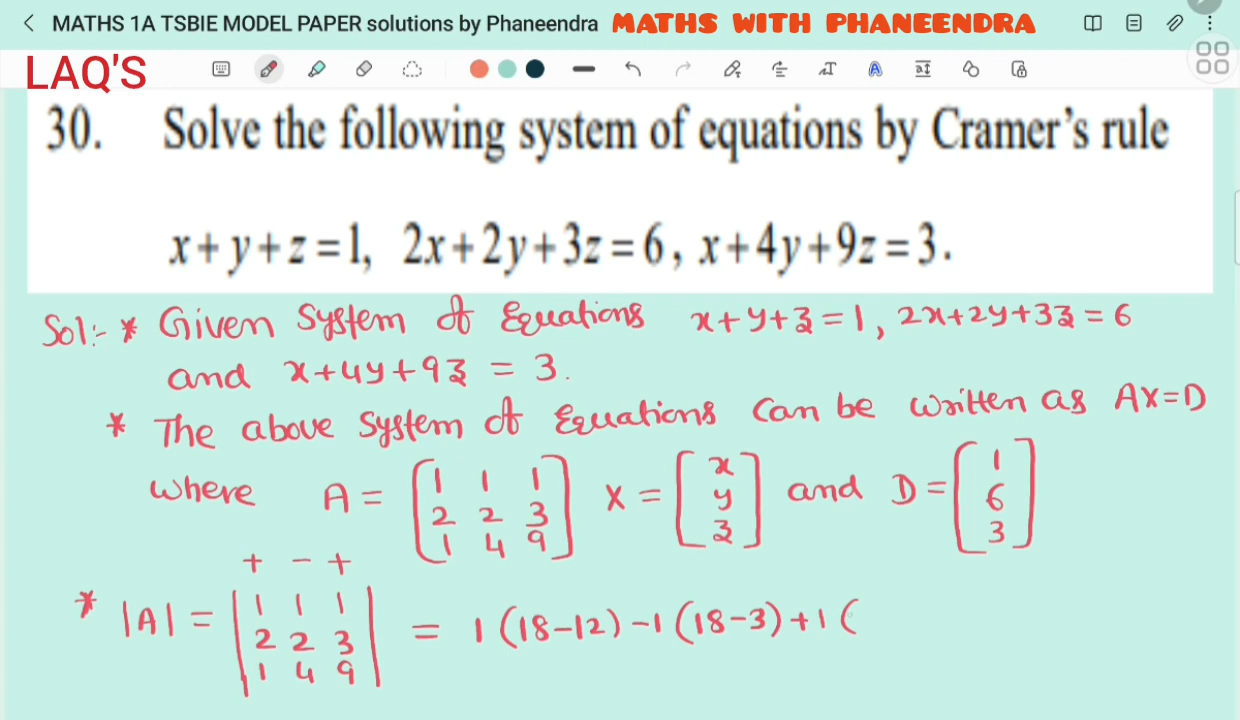 MATHS 1A TSBIE MODEL PAPER solutions by Phaneendra MATHS WITH PHANEENDRA
LAQ'S
30. Solve the following system of equations by Cramer's rule
x + y + z = 1, 2x + 2y + 3z = 6, x + 4y + 9z = 3.
Sol:- * Given System of Equations x+y+z=1, 2x+2y+3z=6
and x+4y+9z = 3.
* The above System of Equations can be written as AX=D
where A = [1 1 1 2 2 3 1 4 9] X = [x y z] and D = [1 6 3]
+ - +
* |A| = |1 1 1 2 2 3 1 4 9| = 1(18-12) -1(18-3) +1(